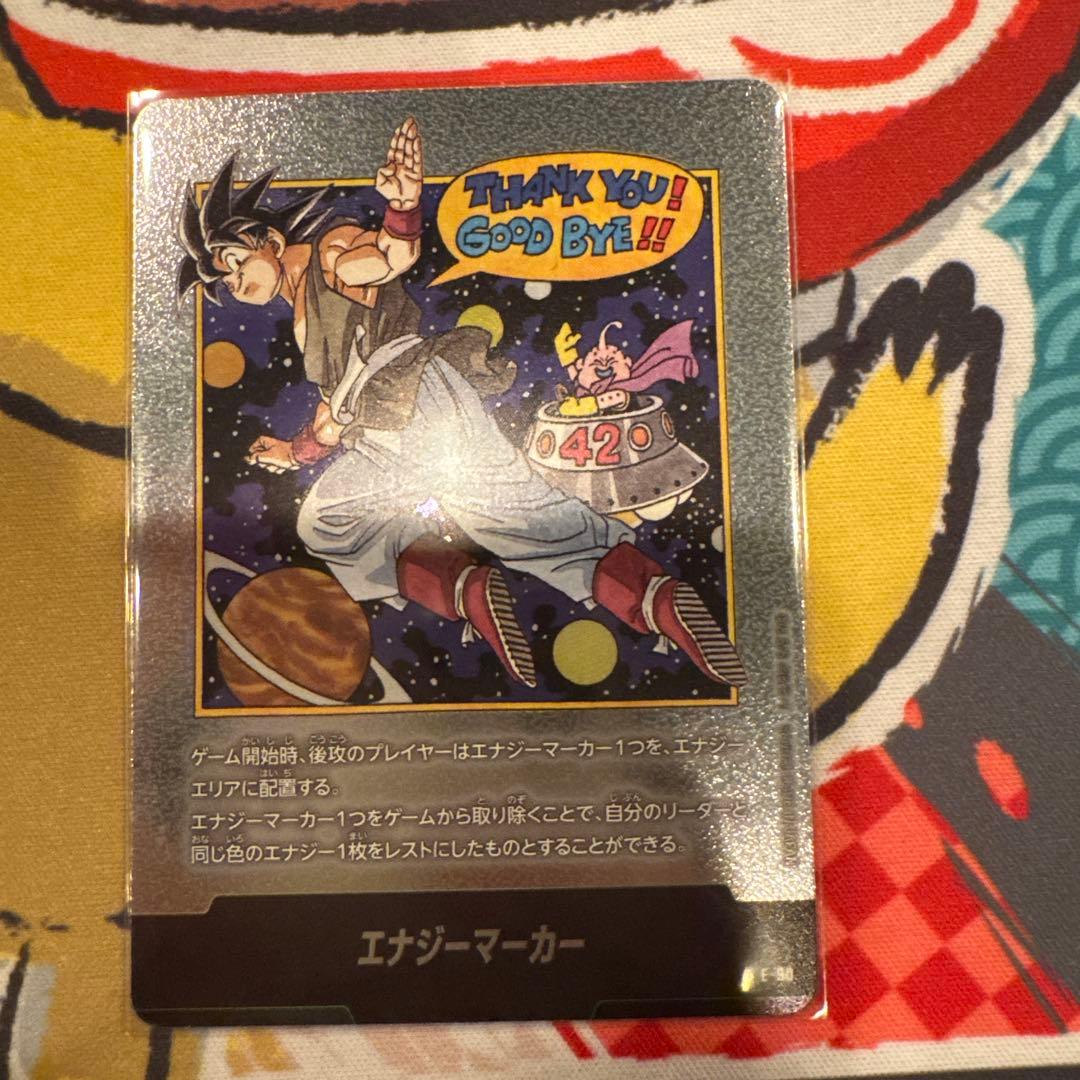 THANK YOU!
GOOD BYE!!
42
ゲーム開始時、後攻のプレイヤーはエナジーマーカー1つを、エナジー
エリアに配置する。
エナジーマーカー1つをゲームから取り除くことで、自分のリーダーと
同じ色のエナジー1枚をレストにしたものとすることができる。
エナジーマーカー
E-90